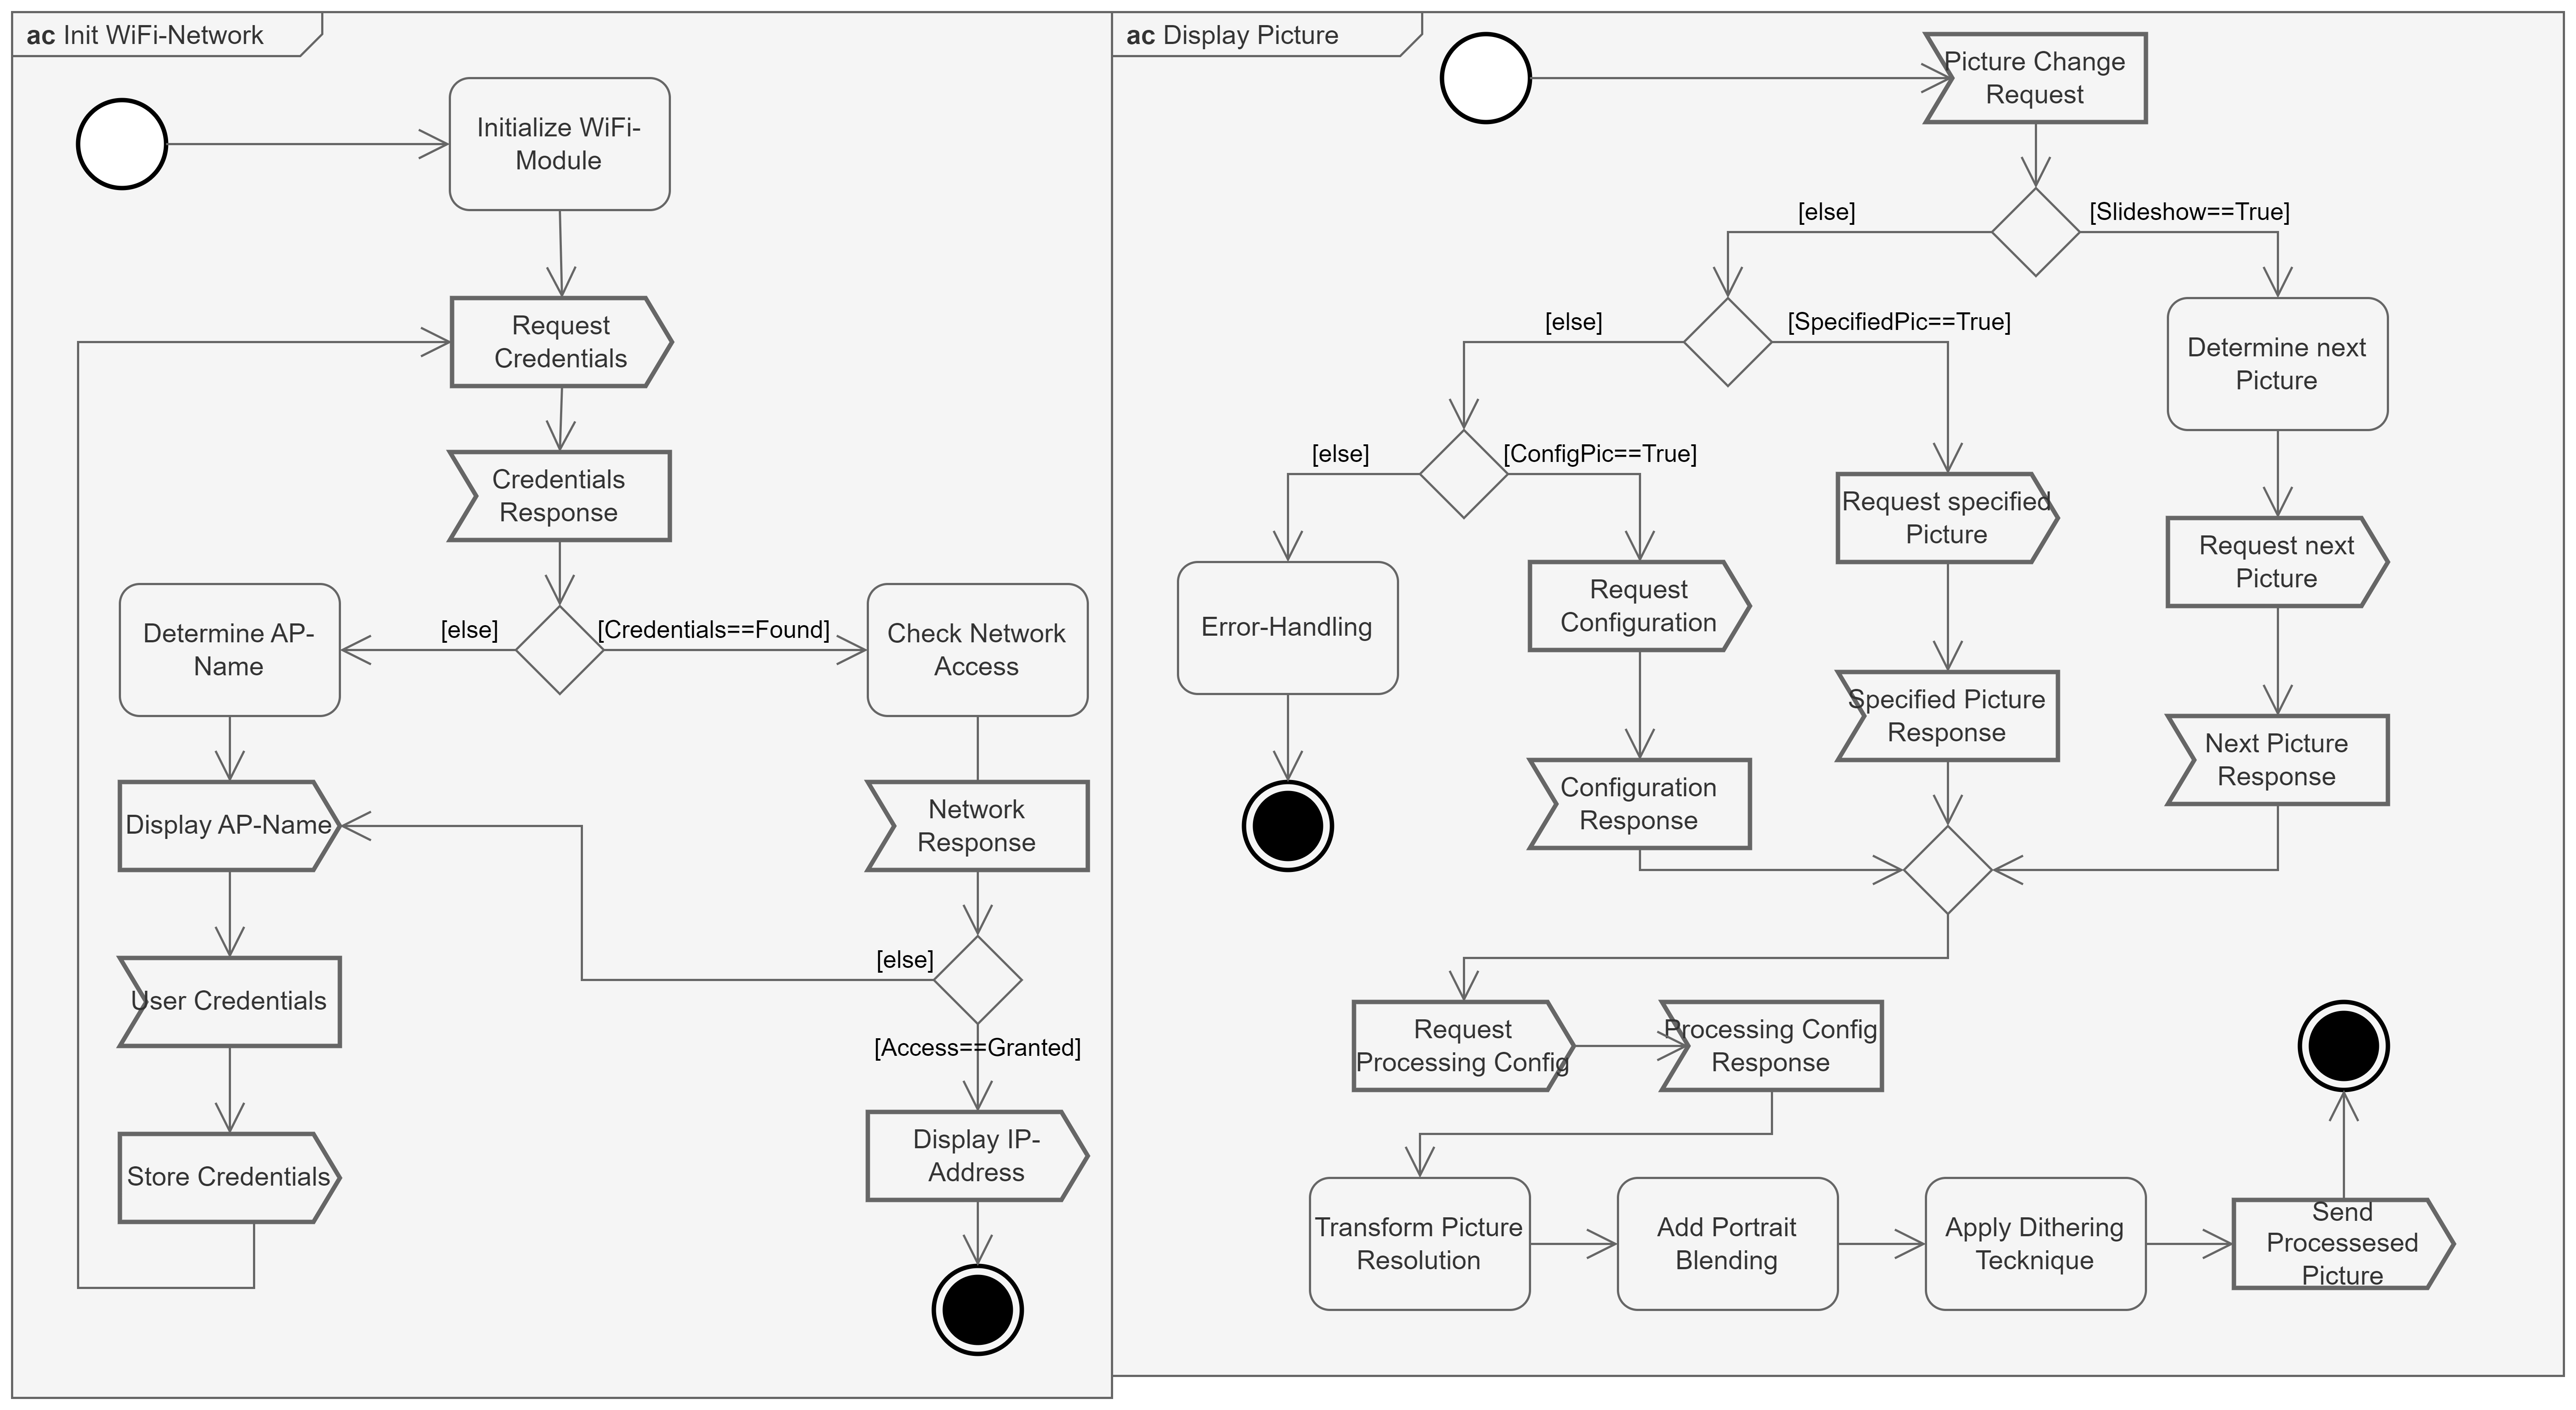 ac Init WiFi-Network
Initialize WiFi-
Module
Request
Credentials
Credentials
Response
Determine AP-
Name
[else]
[Credentials==Found]
Check Network
Access
Display AP-Name
Network
Response
User Credentials
[else]
[Access==Granted]
Store Credentials
Display IP-
Address
ac Display Picture
Picture Change
Request
[else]
[Slideshow==True]
[else]
[SpecifiedPic==True]
Determine next
Picture
[else]
[ConfigPic==True]
Request specified
Picture
Request next
Picture
Error-Handling
Request
Configuration
Specified Picture
Response
Next Picture
Response
Configuration
Response
Request
Processing Config
Processing Config
Response
Transform Picture
Resolution
Add Portrait
Blending
Apply Dithering
Tecknique
Send
Processesed
Picture